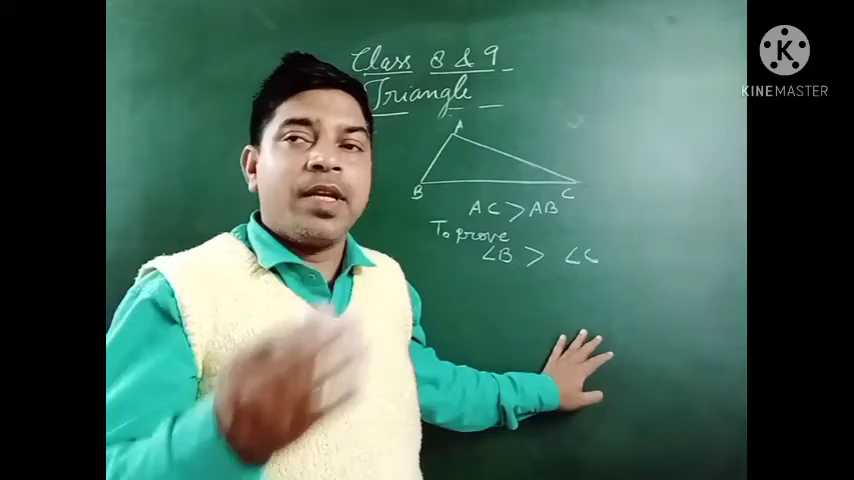 Class 8 & 9
Triangle
A
B
C
AC > AB
To prove
∠B > ∠C
K
KINEMASTER